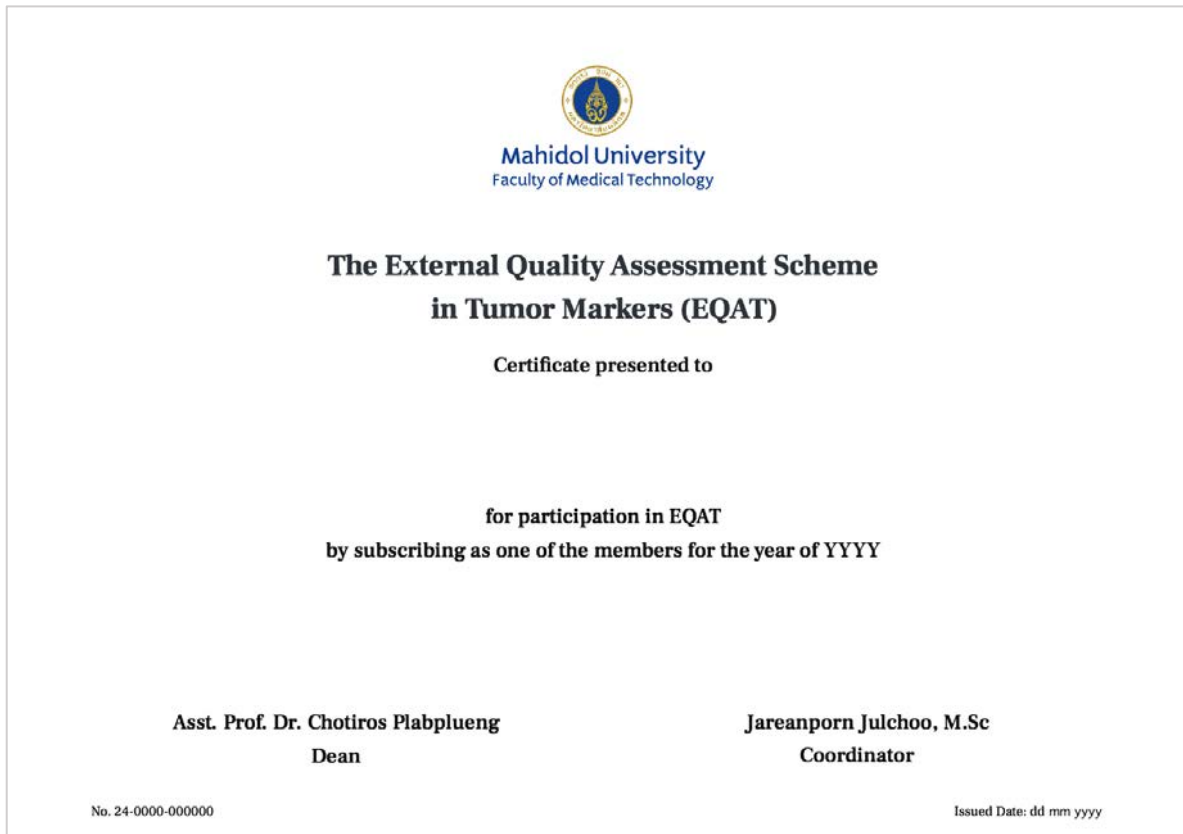 Mahidol University
Faculty of Medical Technology
The External Quality Assessment Scheme
in Tumor Markers (EQAT)
Certificate presented to
for participation in EQAT
by subscribing as one of the members for the year of YYYY
Asst. Prof. Dr. Chotiros Plabplueng
Dean
Jareanporn Julchoo, M.Sc
Coordinator
No. 24-0000-000000
Issued Date: dd mm yyyy